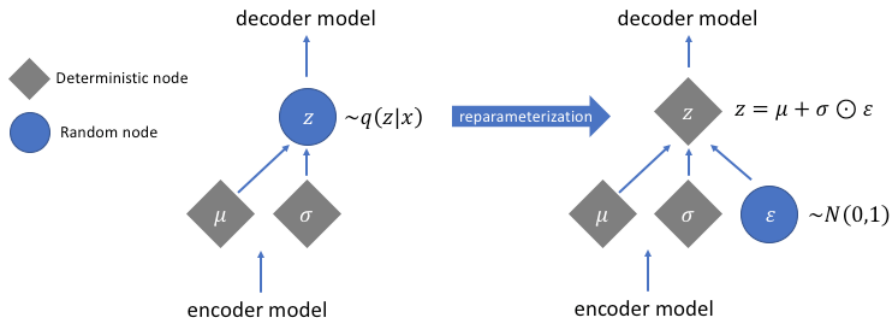 decoder model
decoder model
Deterministic node
Random node
z
~q(z|x)
reparameterization
z
z = μ + σ ⊙ ε
μ
σ
μ
σ
ε
~N(0,1)
encoder model
encoder model